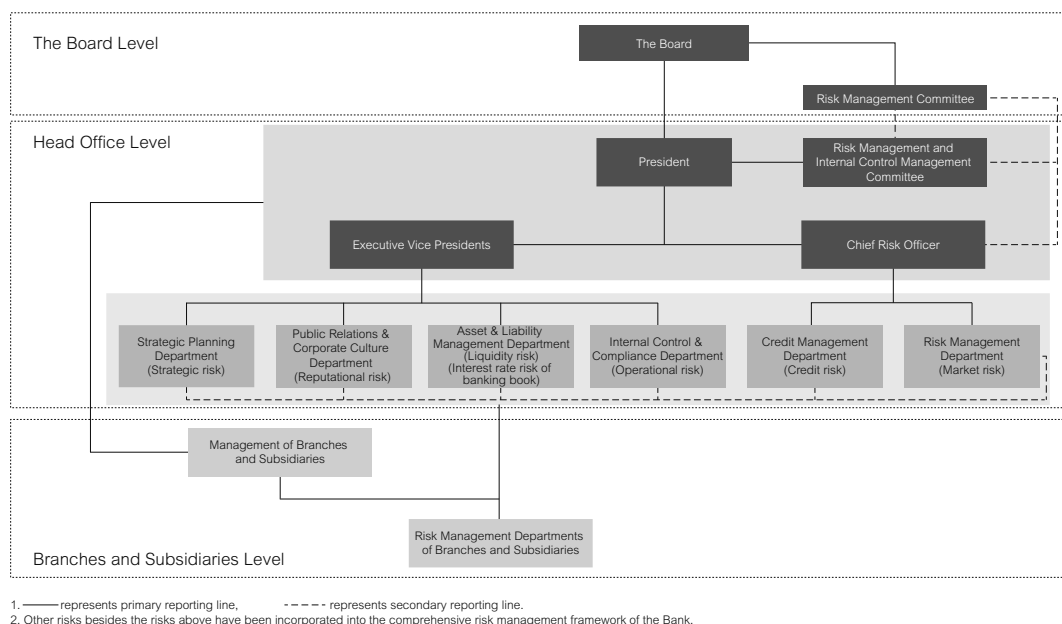 The Board Level
The Board
Risk Management Committee
Head Office Level
President
Risk Management and
Internal Control Management
Committee
Executive Vice Presidents
Chief Risk Officer
Strategic Planning
Department
(Strategic risk)
Public Relations &
Corporate Culture
Department
(Reputational risk)
Asset & Liability
Management Department
(Liquidity risk)
(Interest rate risk of
banking book)
Internal Control &
Compliance Department
(Operational risk)
Credit Management
Department
(Credit risk)
Risk Management
Department
(Market risk)
Management of Branches
and Subsidiaries
Risk Management Departments
of Branches and Subsidiaries
Branches and Subsidiaries Level
1. represents primary reporting line, represents secondary reporting line.
2. Other risks besides the risks above have been incorporated into the comprehensive risk management framework of the Bank.